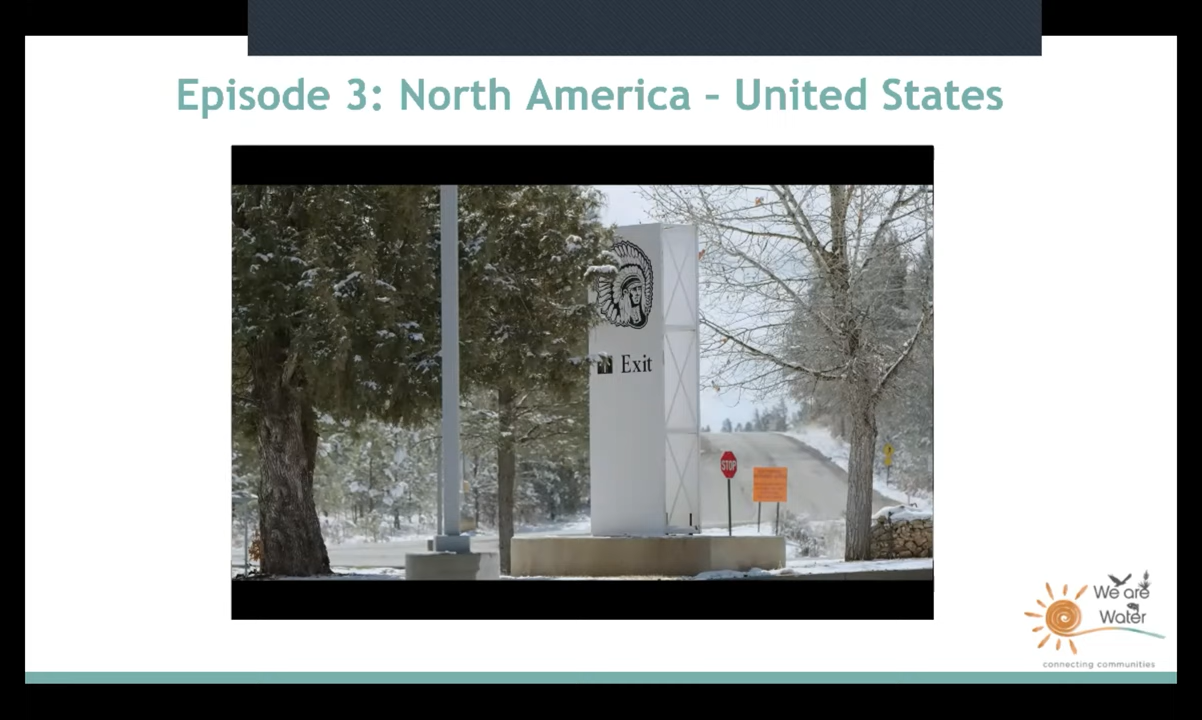 Episode 3: North America – United States
Exit
STOP
We are
Water
connecting communities